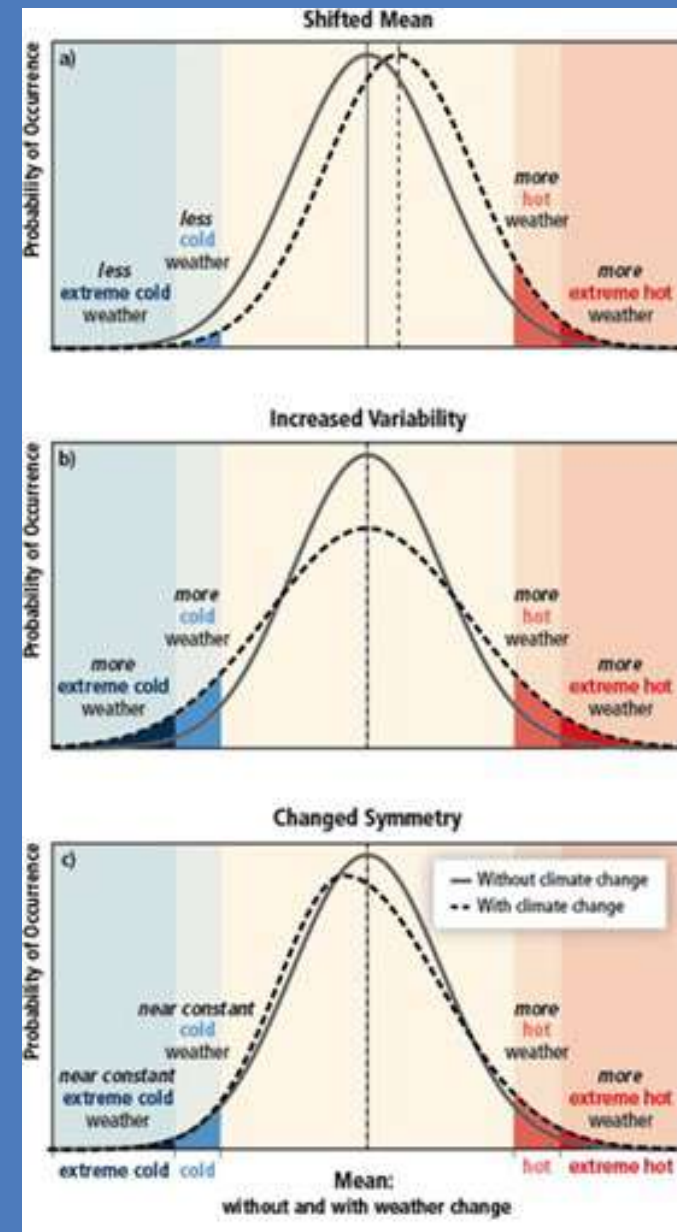 Shifted Mean
Probability of Occurrence
a)
less
cold
weather
less
extreme cold
weather
more
hot
weather
more
extreme hot
weather
Increased Variability
Probability of Occurrence
b)
more
cold
weather
more
extreme cold
weather
more
hot
weather
more
extreme hot
weather
Changed Symmetry
Probability of Occurrence
c)
Without climate change
With climate change
near constant
cold
weather
near constant
extreme cold
weather
more
hot
weather
more
extreme hot
weather
extreme cold cold
Mean:
without and with weather change
hot extreme hot